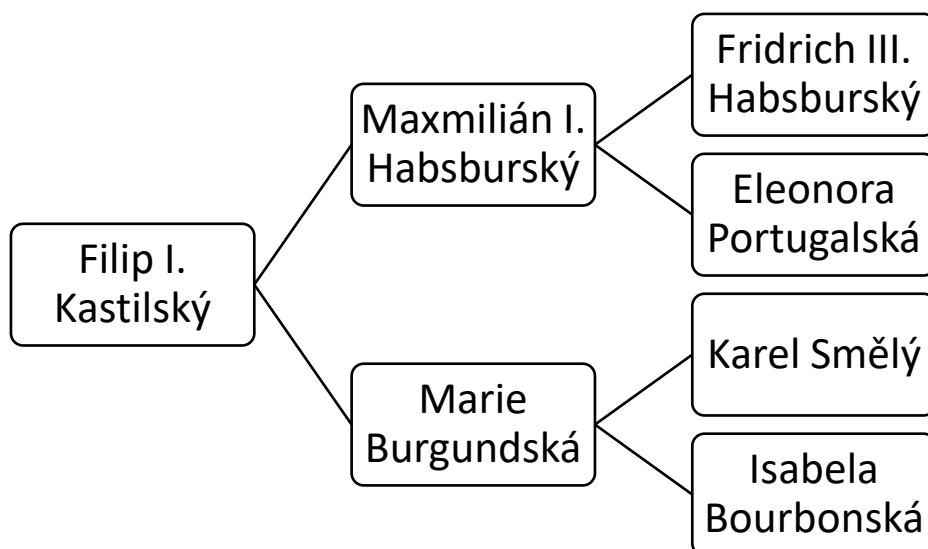 Filip I.
Kastilský
Maxmilián I.
Habsburský
Marie
Burgundská
Fridrich III.
Habsburský
Eleonora
Portugalská
Karel Smělý
Isabela
Bourbonská